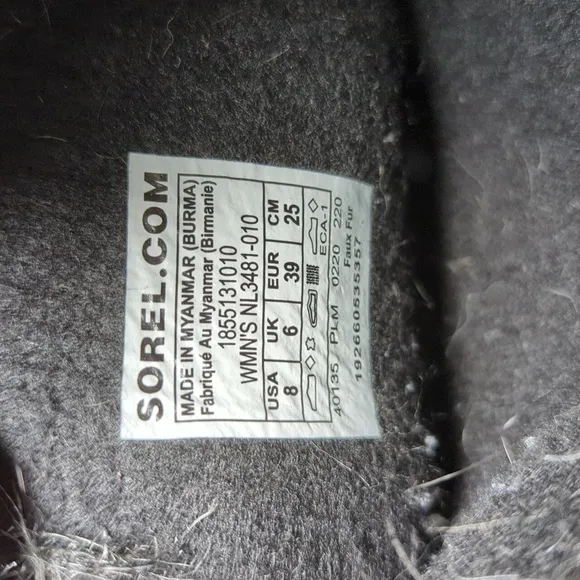 SOREL.COM
MADE IN MYANMAR (BURMA)
Fabriqué Au Myanmar (Birmanie)
1855131010
WMN'S NL3481-010
USA UK EUR CM
8 6 39 25
ECA-1
40135 PLM 0220 220
Faux Fur
192660535357